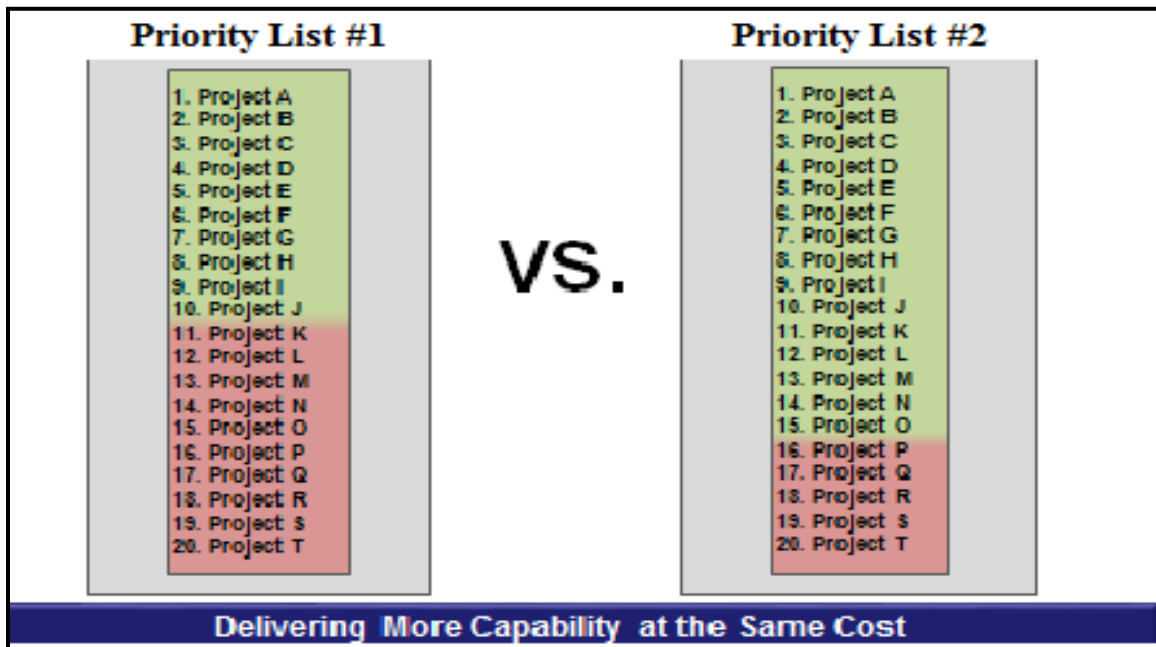 Priority List #1
1. Project A
2. Project B
3. Project C
4. Project D
5. Project E
6. Project F
7. Project G
8. Project H
9. Project I
10. Project J
11. Project K
12. Project L
13. Project M
14. Project N
15. Project O
16. Project P
17. Project Q
18. Project R
19. Project S
20. Project T
vs.
Priority List #2
1. Project A
2. Project B
3. Project C
4. Project D
5. Project E
6. Project F
7. Project G
8. Project H
9. Project I
10. Project J
11. Project K
12. Project L
13. Project M
14. Project N
15. Project O
16. Project P
17. Project Q
18. Project R
19. Project S
20. Project T
Delivering More Capability at the Same Cost